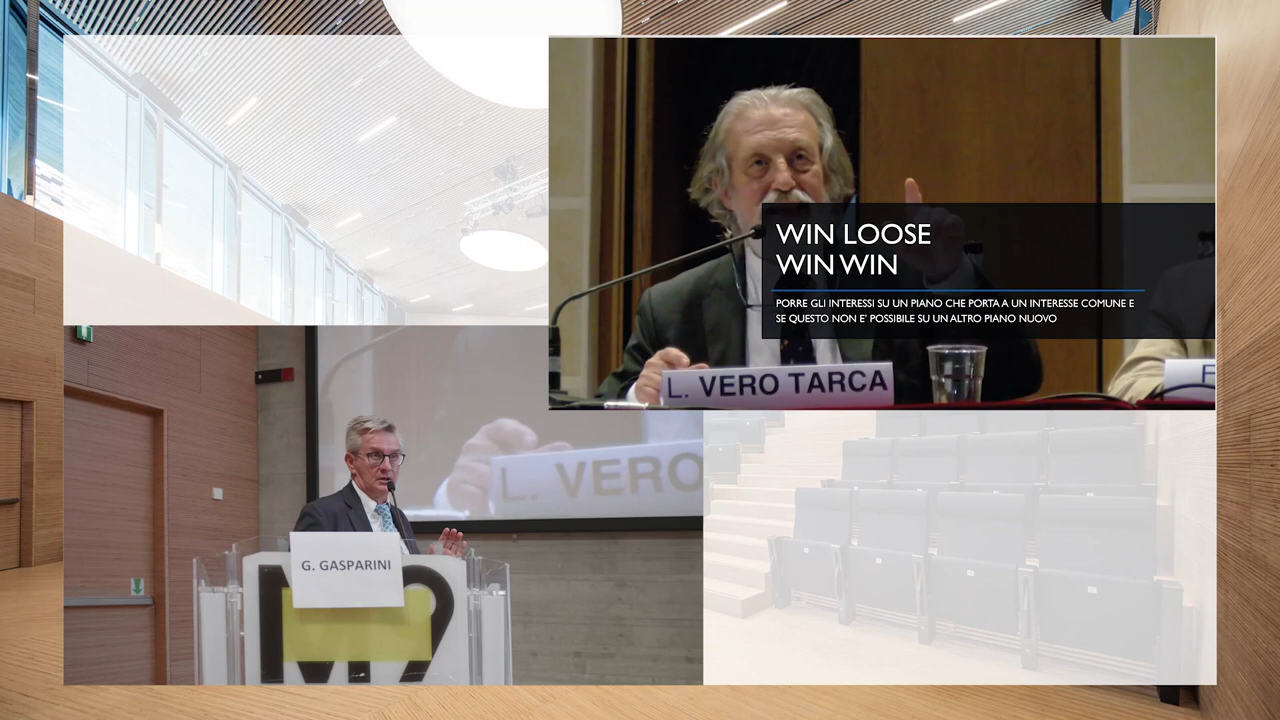 WIN LOOSE
WIN WIN
PORRE GLI INTERESSI SU UN PIANO CHE PORTA A UN INTERESSE COMUNE E
SE QUESTO NON E' POSSIBILE SU UN ALTRO PIANO NUOVO
L. VERO TARCA
F
L. VERO
G. GASPARINI
M9